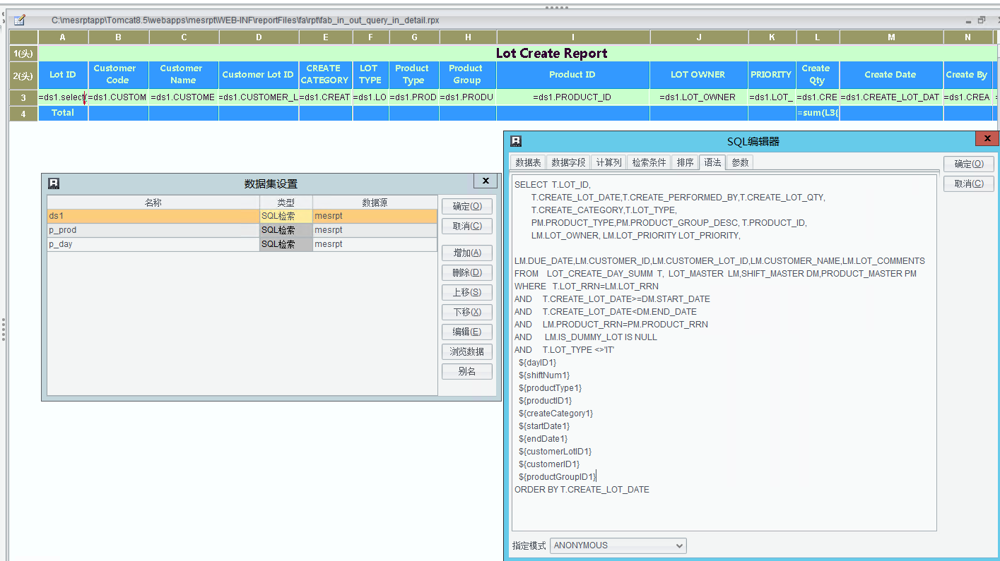 C:\mesrptapp\Tomcat8.5\webapps\mesrpt\WEB-INF\reportFiles\fa\rpt\fab_in_out_query_in_detail.rpx
A B C D E F G H I J K L M N
1(头) Lot Create Report
2(头) Lot ID Customer Code Customer Name Customer Lot ID CREATE CATEGORY LOT TYPE Product Type Product Group Product ID LOT OWNER PRIORITY Create Qty Create Date Create By
3 =ds1.select =ds1.CUSTOM =ds1.CUSTOME =ds1.CUSTOMER_L =ds1.CREAT =ds1.LO =ds1.PROD =ds1.PRODU =ds1.PRODUCT_ID =ds1.LOT_OWNER =ds1.LOT_ =ds1.CRE =ds1.CREATE_LOT_DAT =ds1.CREA =
4 Total =sum(L3{
数据集设置
X
名称 类型 数据源
ds1 SQL检索 mesrpt
p_prod SQL检索 mesrpt
p_day SQL检索 mesrpt
确定(O)
取消(C)
增加(A)
删除(D)
上移(S)
下移(X)
编辑(E)
浏览数据
别名
SQL编辑器
X
数据表 数据字段 计算列 检索条件 排序 语法 参数
确定(O)
取消(C)
SELECT T.LOT_ID,
T.CREATE_LOT_DATE,T.CREATE_PERFORMED_BY,T.CREATE_LOT_QTY,
T.CREATE_CATEGORY,T.LOT_TYPE,
PM.PRODUCT_TYPE,PM.PRODUCT_GROUP_DESC, T.PRODUCT_ID,
LM.LOT_OWNER, LM.LOT_PRIORITY LOT_PRIORITY,
LM.DUE_DATE,LM.CUSTOMER_ID,LM.CUSTOMER_LOT_ID,LM.CUSTOMER_NAME,LM.LOT_COMMENTS
FROM LOT_CREATE_DAY_SUMM T, LOT_MASTER LM,SHIFT_MASTER DM,PRODUCT_MASTER PM
WHERE T.LOT_RRN=LM.LOT_RRN
AND T.CREATE_LOT_DATE>=DM.START_DATE
AND T.CREATE_LOT_DATE<DM.END_DATE
AND LM.PRODUCT_RRN=PM.PRODUCT_RRN
AND LM.IS_DUMMY_LOT IS NULL
AND T.LOT_TYPE <>'IT'
${dayID1}
${shiftNum1}
${productType1}
${productID1}
${createCategory1}
${startDate1}
${endDate1}
${customerLotID1}
${customerID1}
${productGroupID1}
ORDER BY T.CREATE_LOT_DATE
指定模式 ANONYMOUS